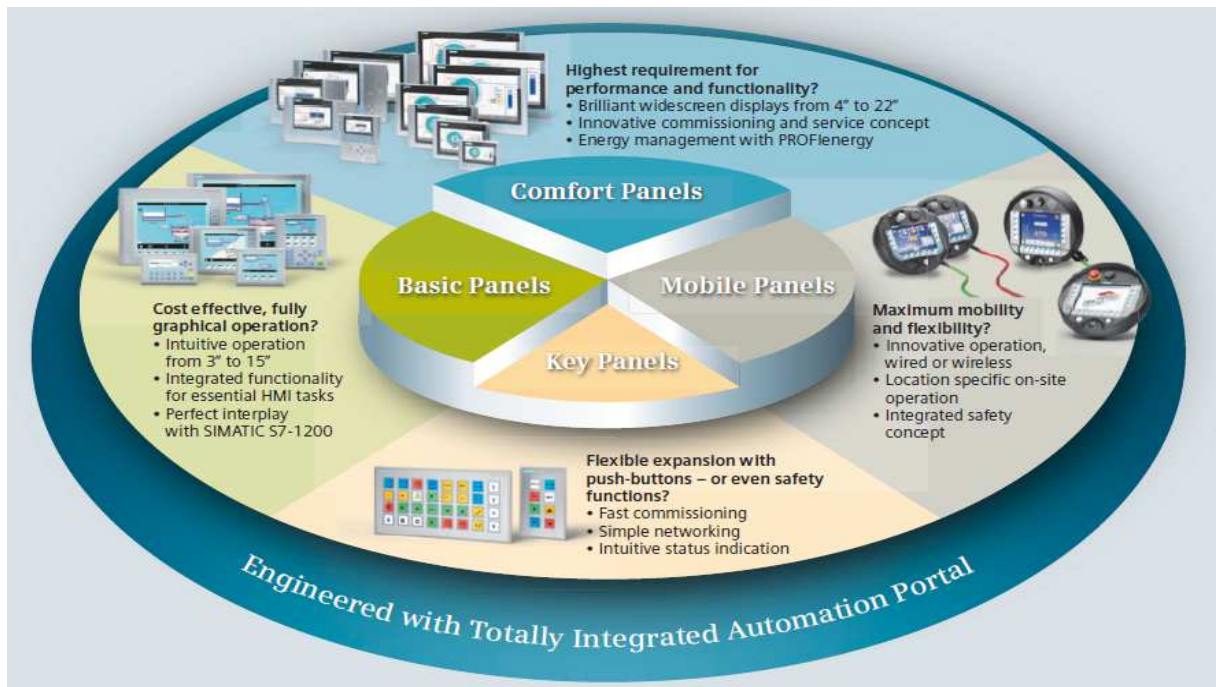 Highest requirement for
performance and functionality?
• Brilliant widescreen displays from 4” to 22”
• Innovative commissioning and service concept
• Energy management with PROFIenergy
Comfort Panels
Basic Panels
Mobile Panels
Key Panels
Cost effective, fully
graphical operation?
• Intuitive operation
from 3” to 15”
• Integrated functionality
for essential HMI tasks
• Perfect interplay
with SIMATIC S7-1200
Maximum mobility
and flexibility?
• Innovative operation,
wired or wireless
• Location specific on-site
operation
• Integrated safety
concept
Flexible expansion with
push-buttons – or even safety
functions?
• Fast commissioning
• Simple networking
• Intuitive status indication
Engineered with Totally Integrated Automation Portal